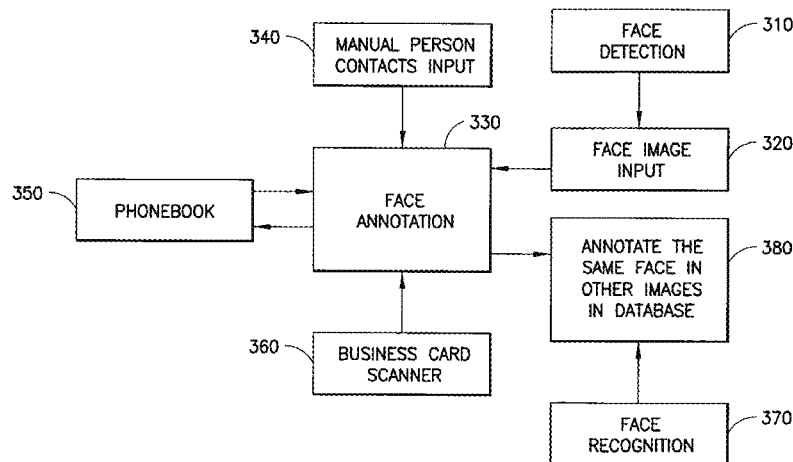 340
MANUAL PERSON
CONTACTS INPUT
FACE
DETECTION
310
330
FACE IMAGE
INPUT
320
350
PHONEBOOK
FACE
ANNOTATION
ANNOTATE THE
SAME FACE IN
OTHER IMAGES
IN DATABASE
380
360
BUSINESS CARD
SCANNER
FACE
RECOGNITION
370